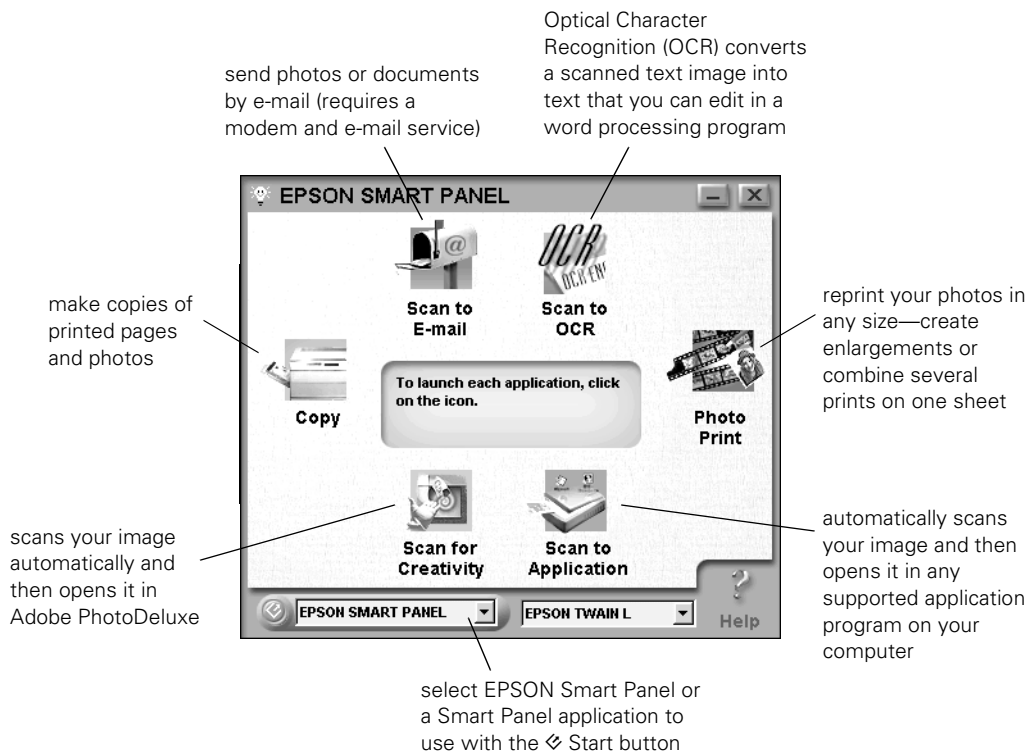 Optical Character
Recognition (OCR) converts
a scanned text image into
text that you can edit in a
word processing program
send photos or documents
by e-mail (requires a
modem and e-mail service)
EPSON SMART PANEL
@
OCR
Scan to
E-mail
Scan to
OCR
make copies of
printed pages
and photos
reprint your photos in
any size—create
enlargements or
combine several
prints on one sheet
To launch each application, click
on the icon.
Copy
Photo
Print
scans your image
automatically and
then opens it in
Adobe PhotoDeluxe
Scan for
Creativity
Scan to
Application
automatically scans
your image and then
opens it in any
supported application
program on your
computer
EPSON SMART PANEL
EPSON TWAIN L
?
Help
select EPSON Smart Panel or
a Smart Panel application to
use with the Start button